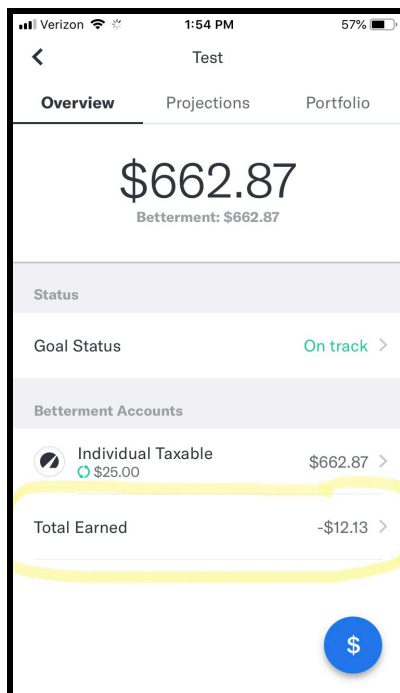 Verizon 1:54 PM 57%
Test
Overview Projections Portfolio
$662.87
Betterment: $662.87
Status
Goal Status On track
Betterment Accounts
Individual Taxable $662.87
$25.00
Total Earned -$12.13
$